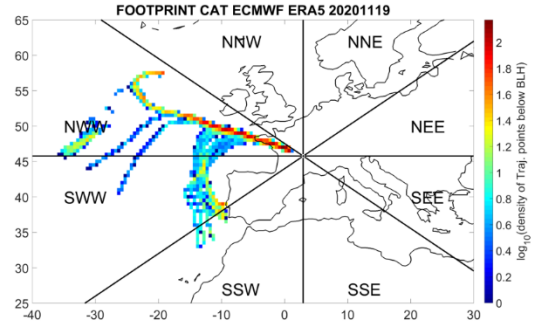 FOOTPRINT CAT ECMWF ERA5 20201119
65
60
55
50
45
40
35
30
25
-40
-30
-20
-10
0
10
20
30
NNW
NNE
NWW
NEE
SWW
SEE
SSW
SSE
2
1.8
1.6
1.4
1.2
1
0.8
0.6
0.4
0.2
0
log10(density of Traj. points below BLH)